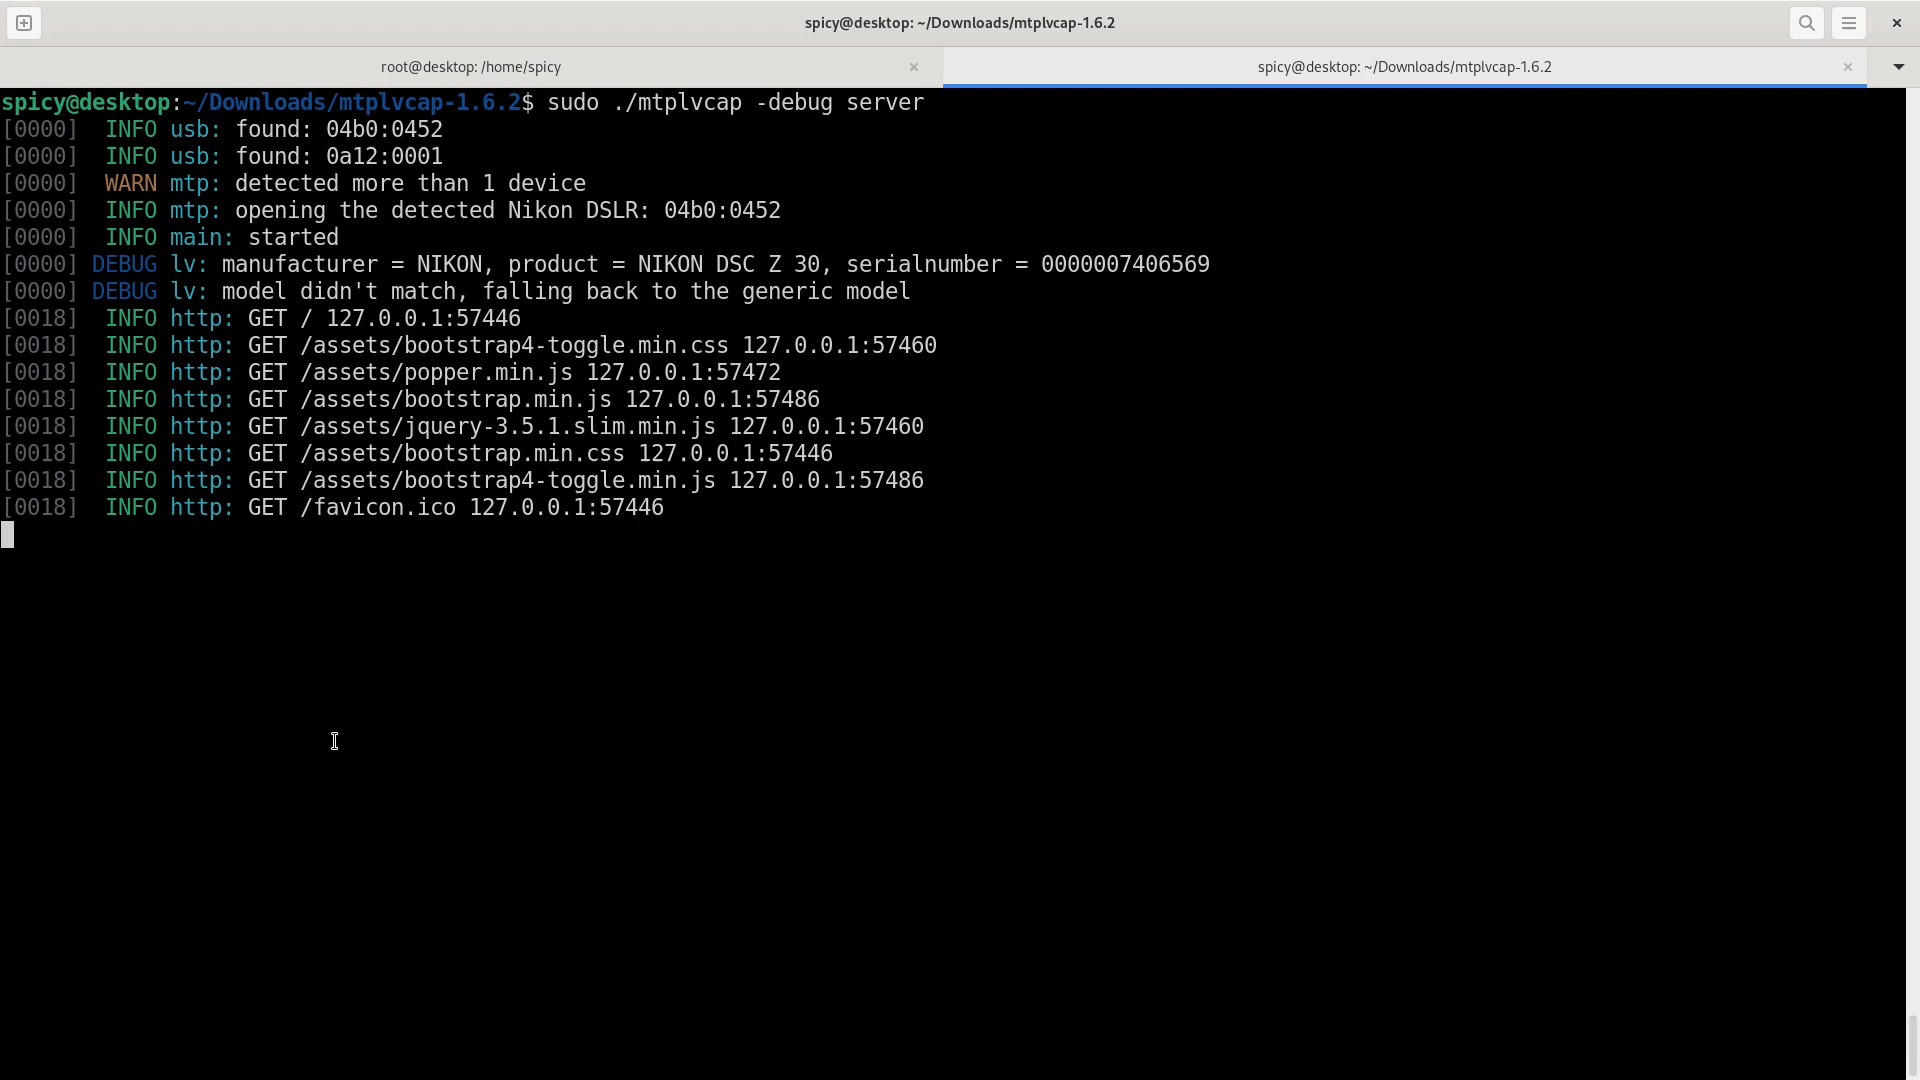 spicy@desktop: ~/Downloads/mtplvcap-1.6.2
root@desktop: /home/spicy
spicy@desktop: ~/Downloads/mtplvcap-1.6.2
spicy@desktop:~/Downloads/mtplvcap-1.6.2$ sudo ./mtplvcap -debug server
[0000]  INFO usb: found: 04b0:0452
[0000]  INFO usb: found: 0a12:0001
[0000]  WARN mtp: detected more than 1 device
[0000]  INFO mtp: opening the detected Nikon DSLR: 04b0:0452
[0000]  INFO main: started
[0000] DEBUG lv: manufacturer = NIKON, product = NIKON DSC Z 30, serialnumber = 0000007406569
[0000] DEBUG lv: model didn't match, falling back to the generic model
[0018]  INFO http: GET / 127.0.0.1:57446
[0018]  INFO http: GET /assets/bootstrap4-toggle.min.css 127.0.0.1:57460
[0018]  INFO http: GET /assets/popper.min.js 127.0.0.1:57472
[0018]  INFO http: GET /assets/bootstrap.min.js 127.0.0.1:57486
[0018]  INFO http: GET /assets/jquery-3.5.1.slim.min.js 127.0.0.1:57460
[0018]  INFO http: GET /assets/bootstrap.min.css 127.0.0.1:57446
[0018]  INFO http: GET /assets/bootstrap4-toggle.min.js 127.0.0.1:57486
[0018]  INFO http: GET /favicon.ico 127.0.0.1:57446